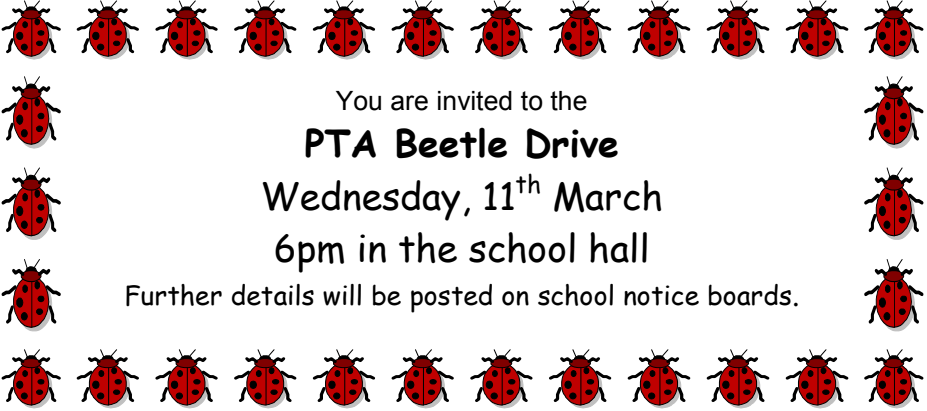 You are invited to the
PTA Beetle Drive
Wednesday, 11th March
6pm in the school hall
Further details will be posted on school notice boards.